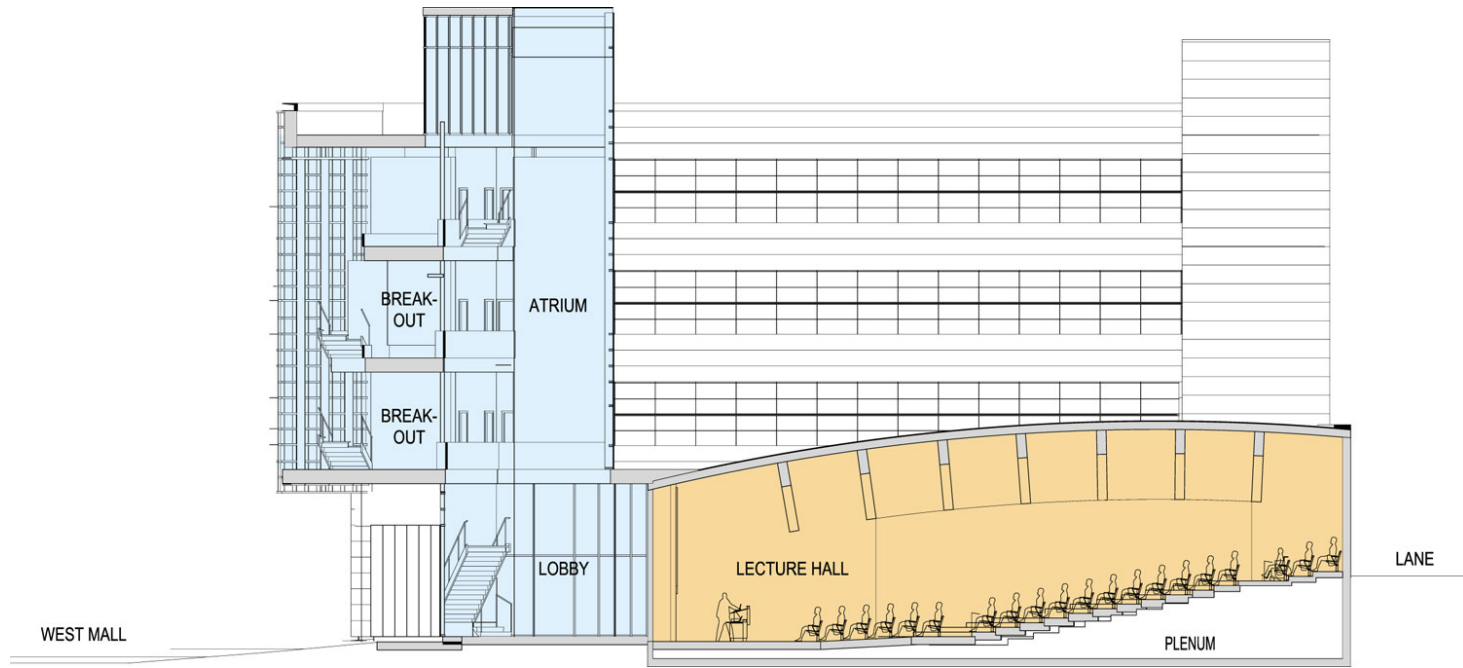 BREAK-
OUT
ATRIUM
BREAK-
OUT
LOBBY
LECTURE HALL
LANE
WEST MALL
PLENUM